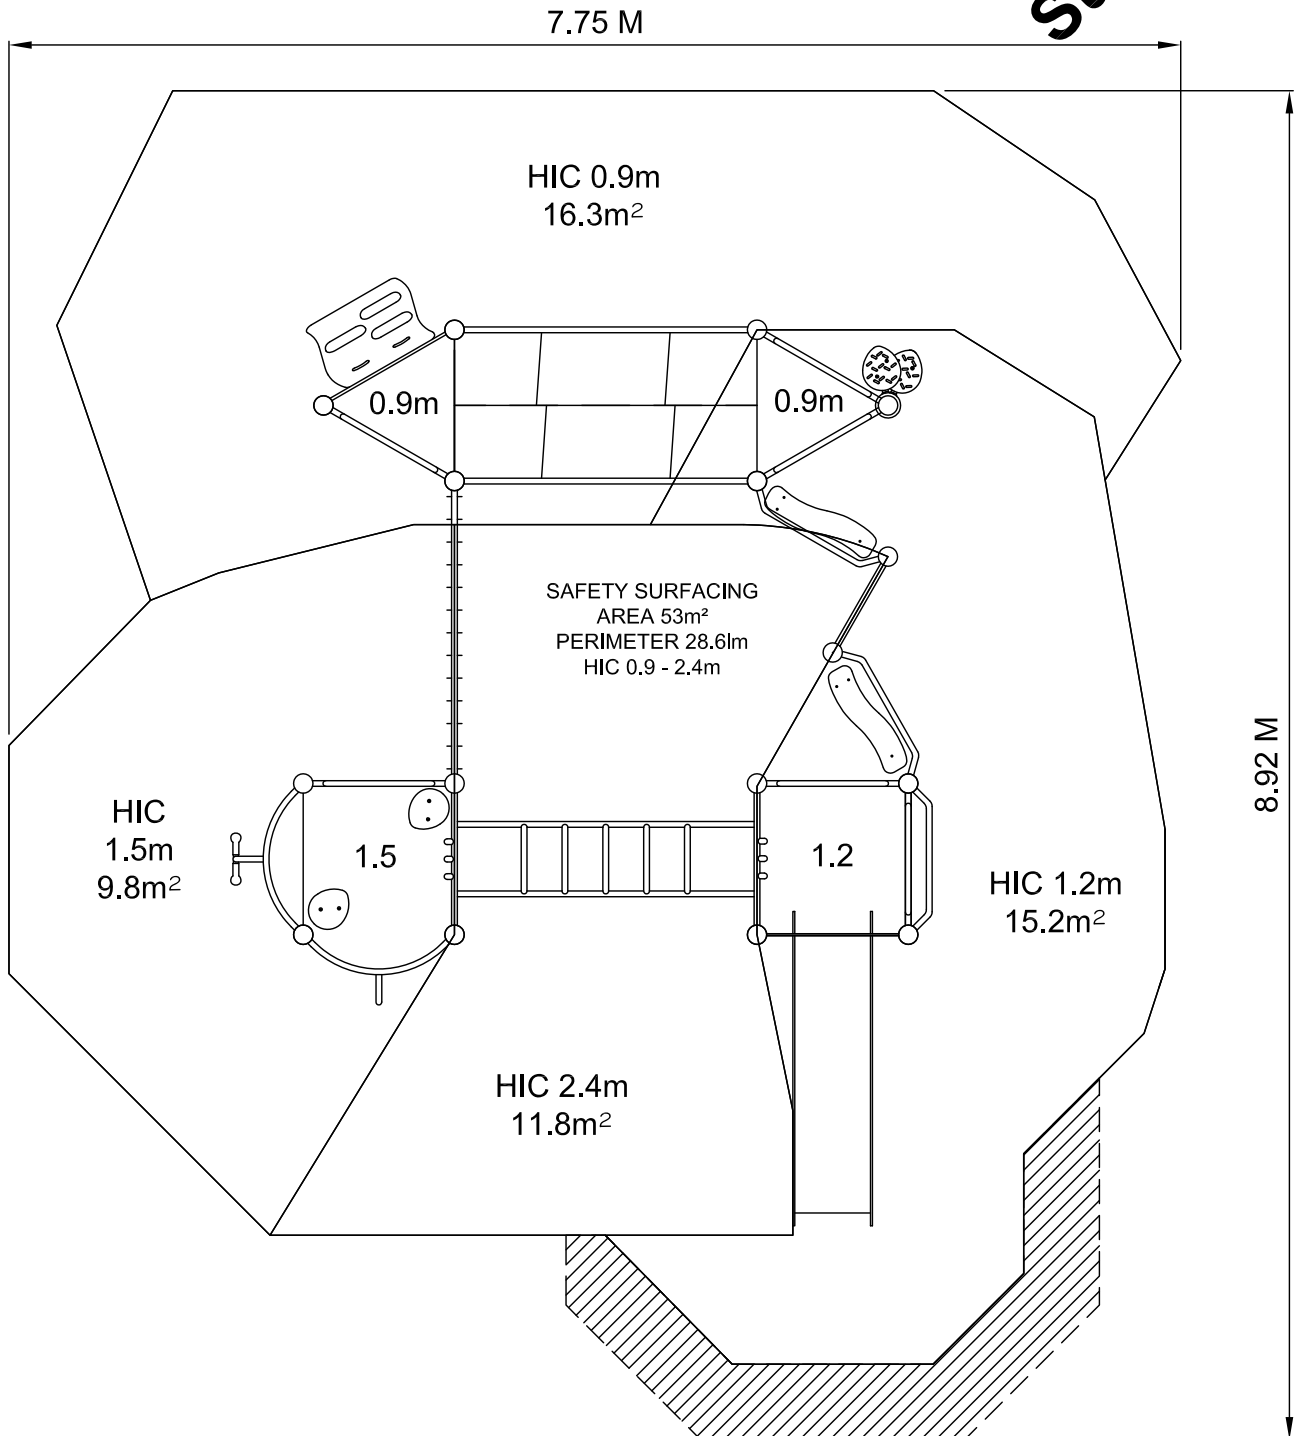 7.75 M
HIC 0.9m
16.3m²
0.9m
0.9m
SAFETY SURFACING
AREA 53m²
PERIMETER 28.6lm
HIC 0.9 - 2.4m
8.92 M
HIC
1.5m
9.8m²
1.5
1.2
HIC 1.2m
15.2m²
HIC 2.4m
11.8m²